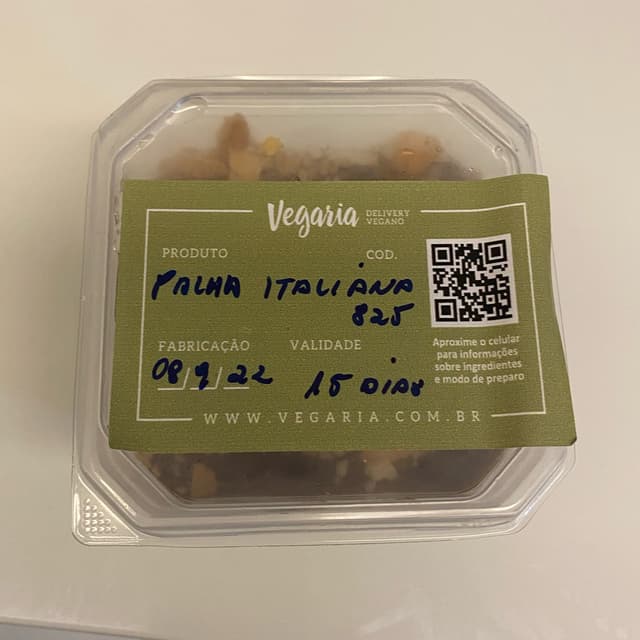 Vegaria DELIVERY VEGANO
PRODUTO COD.
PALHA ITALIANA
825
FABRICAÇÃO VALIDADE
08/9/22 15 DIAS
Aproxime o celular
para informações
sobre ingredientes
e modo de preparo
WWW.VEGARIA.COM.BR